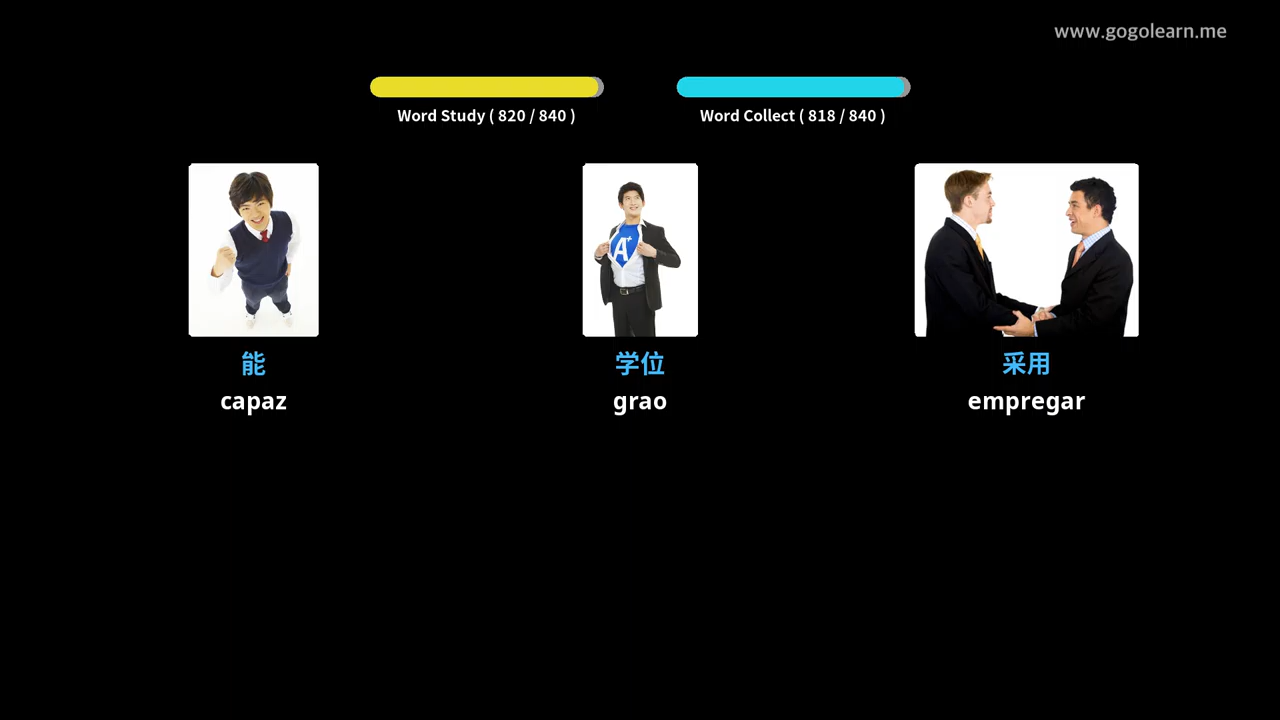 www.gogolearn.me
Word Study ( 820 / 840 )
Word Collect ( 818 / 840 )
A+
能
学位
采用
capaz
grao
empregar